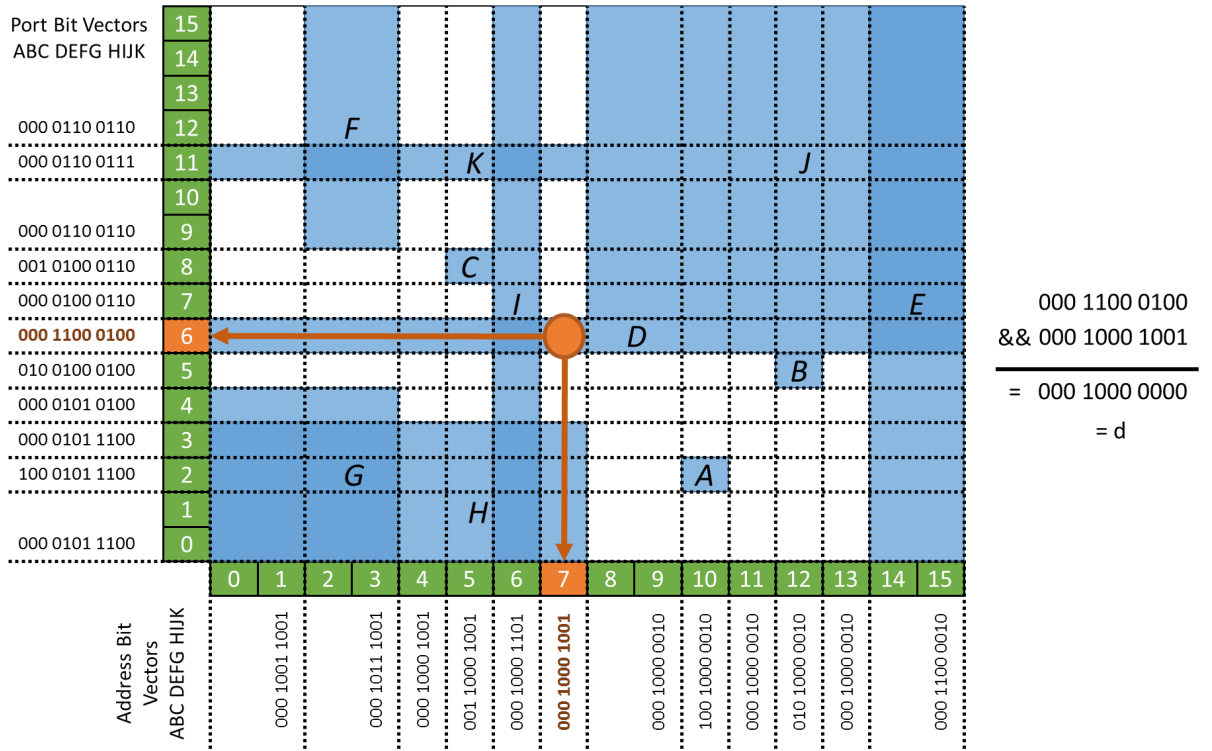 Port Bit Vectors
ABC DEFG HIJK
15
14
13
000 0110 0110 12 F
000 0110 0111 11 K J
10
000 0110 0110 9
001 0100 0110 8 C
000 0100 0110 7 I E
000 1100 0100 6 D
010 0100 0100 5 B
000 0101 0100 4
000 0101 1100 3
100 0101 1100 2 G A
1 H
000 0101 1100 0
0 1 2 3 4 5 6 7 8 9 10 11 12 13 14 15
Address Bit
Vectors
ABC DEFG HIJK
000 1001 1001
000 1011 1001
000 1000 1001
001 1000 1001
000 1000 1101
000 1000 1001
000 1000 0010
100 1000 0010
000 1000 0010
010 1000 0010
000 1000 0010
000 1100 0010
000 1100 0100
&& 000 1000 1001
= 000 1000 0000
= d